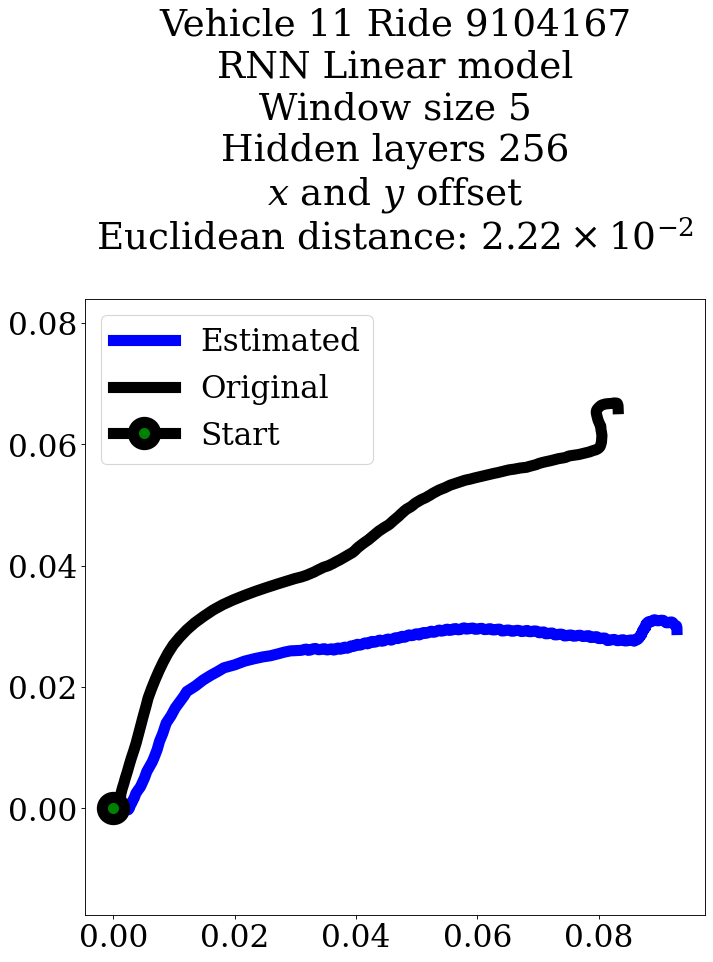 Vehicle 11 Ride 9104167
RNN Linear model
Window size 5
Hidden layers 256
x and y offset
Euclidean distance: 2.22 × 10⁻²
Estimated
Original
Start
0.08
0.06
0.04
0.02
0.00
0.00 0.02 0.04 0.06 0.08